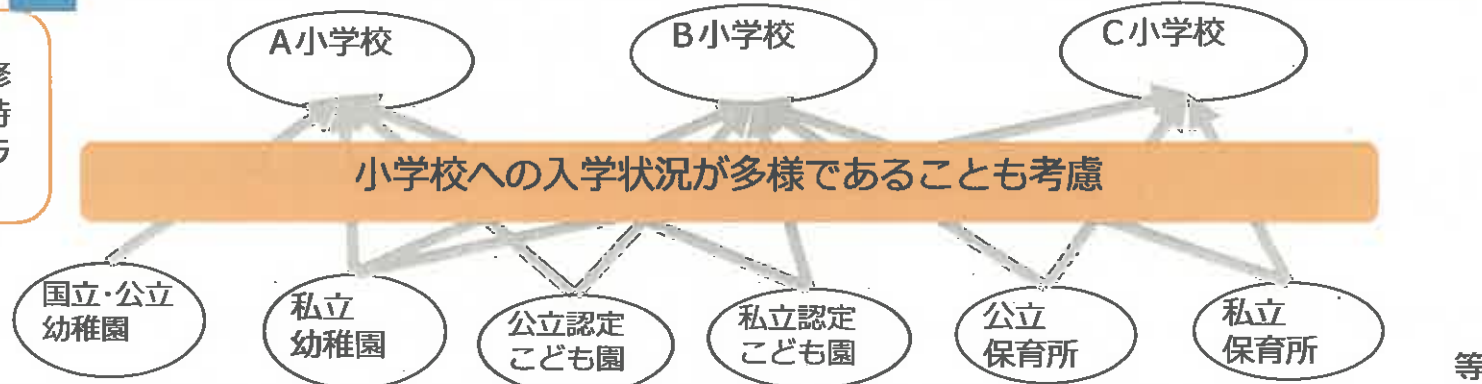 A小学校
B小学校
C小学校
修
時
ラ
小学校への入学状況が多様であることも考慮
国立・公立
幼稚園
私立
幼稚園
公立認定
こども園
私立認定
こども園
公立
保育所
私立
保育所
等